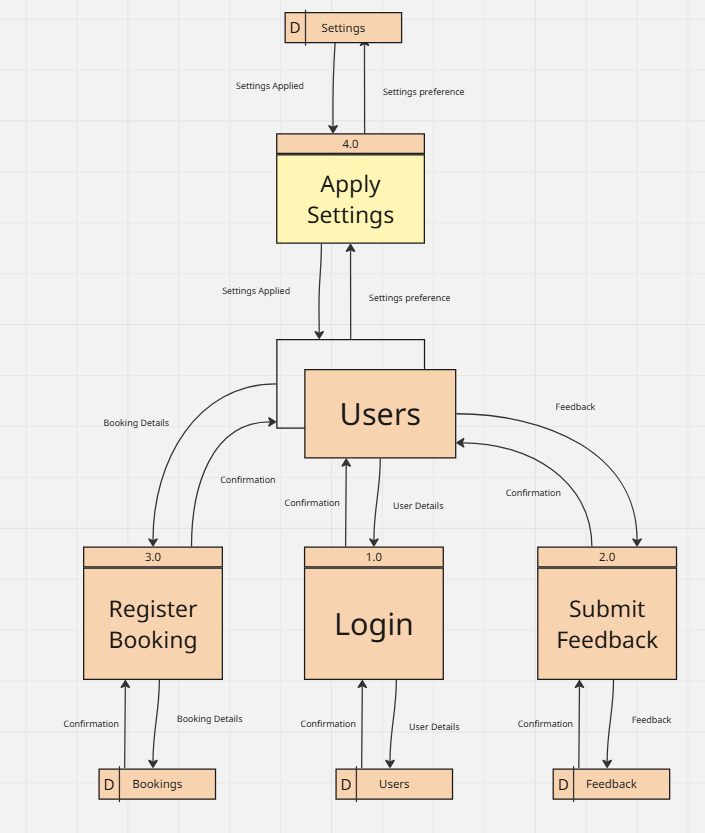 D Settings
Settings Applied
Settings preference
4.0
Apply
Settings
Settings Applied
Settings preference
Users
Booking Details
Feedback
Confirmation
Confirmation
User Details
Confirmation
3.0
Register
Booking
1.0
Login
2.0
Submit
Feedback
Confirmation
Booking Details
Confirmation
User Details
Confirmation
Feedback
D Bookings
D Users
D Feedback